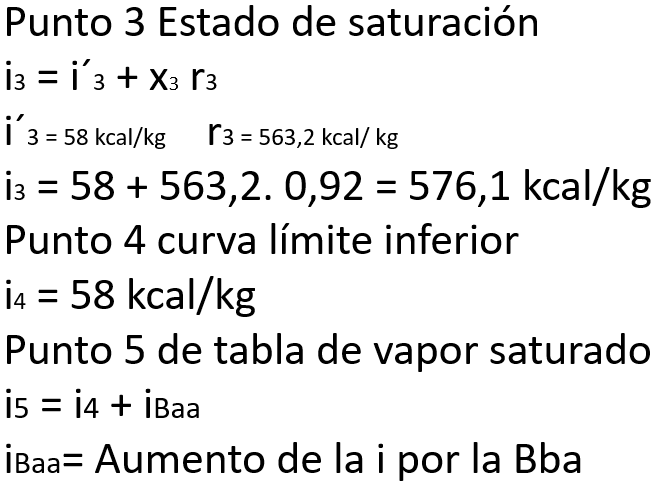 Punto 3 Estado de saturación
i3 = i´3 + x3 r3
i´3 = 58 kcal/kg r3 = 563,2 kcal/ kg
i3 = 58 + 563,2. 0,92 = 576,1 kcal/kg
Punto 4 curva límite inferior
i4 = 58 kcal/kg
Punto 5 de tabla de vapor saturado
i5 = i4 + iBaa
iBaa= Aumento de la i por la Bba